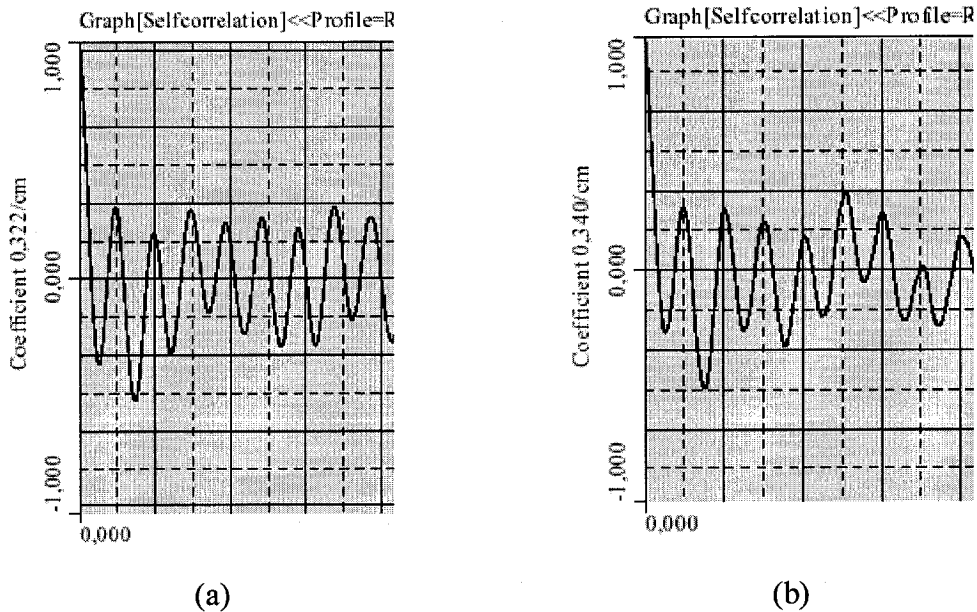 Graph[Selfcorrelation]<<Profile=R
1,000
Coefficient 0,322/cm
0,000
-1,000
0,000
(a)
Graph[Selfcorrelation]<<Profile=R
1,000
Coefficient 0,340/cm
0,000
-1,000
0,000
(b)